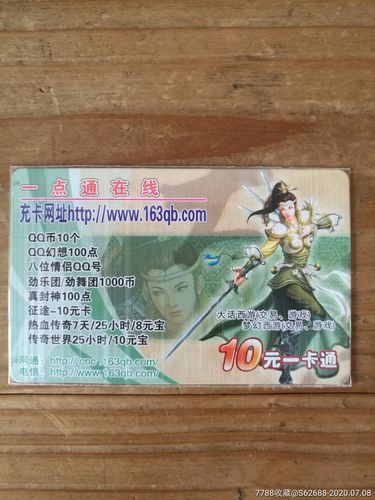 一点通在线
充卡网址http://www.163qb.com
QQ币10个
QQ幻想100点
八位情侣QQ号
劲乐团/劲舞团1000币
真封神100点
征途-10元卡
热血传奇7天/25小时/8元宝
传奇世界25小时/10元宝
大话西游(交易、游戏)
梦幻西游(交易、游戏)
网通：http://cnc.163qb.com/
电信：http://www.163qb.com/
10元一卡通
7788收藏@S62688-2020.07.08